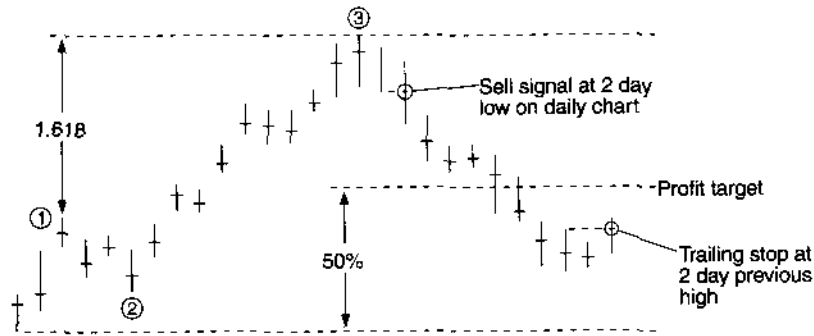 ③
Sell signal at 2 day
low on daily chart
1.618
Profit target
①
50%
Trailing stop at
2 day previous
high
②